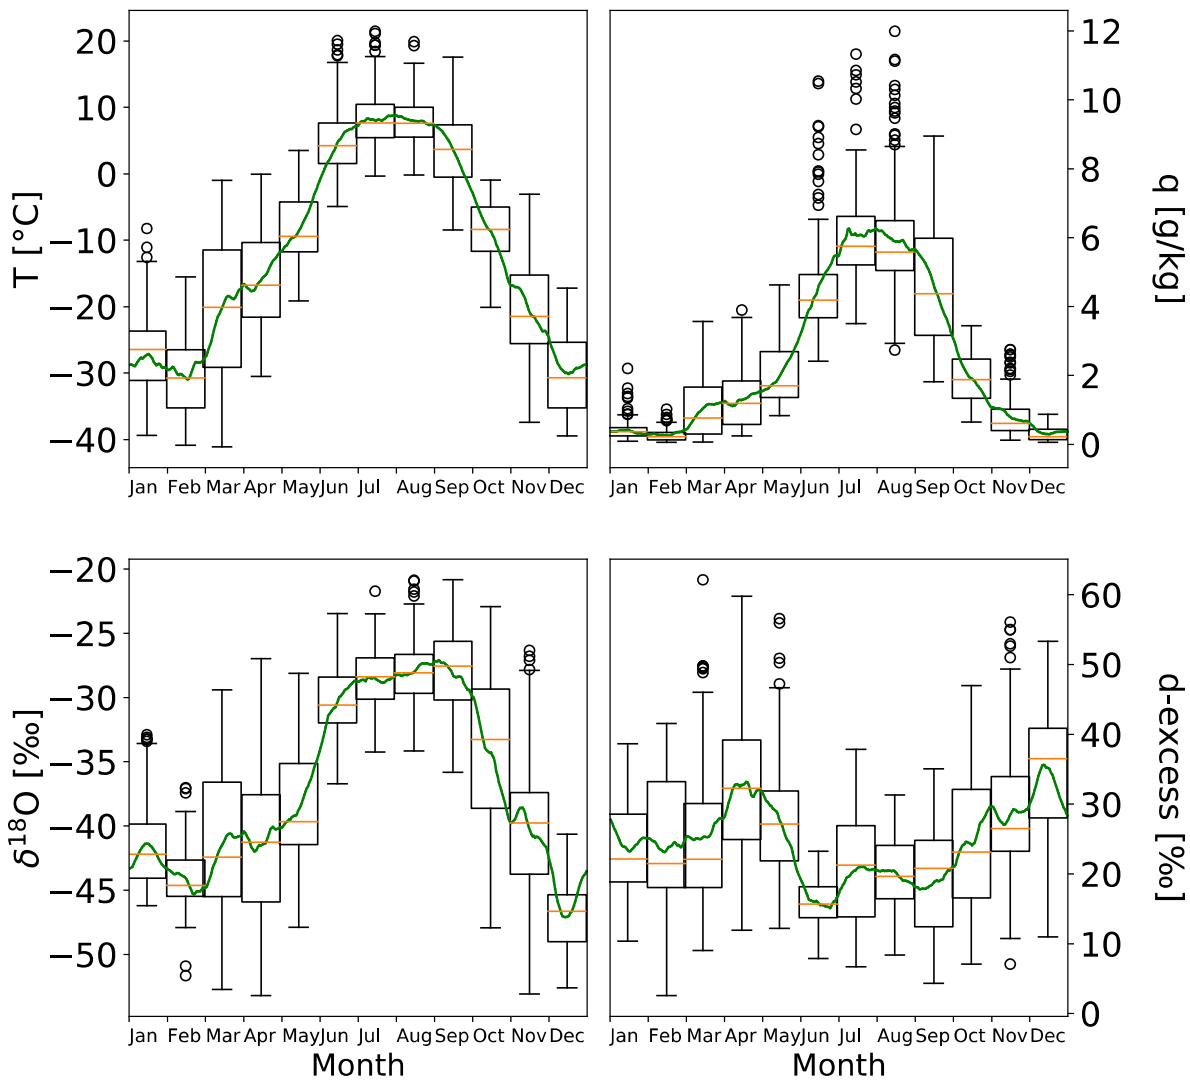 20
10
0
−10
−20
−30
−40
T [°C]
Jan Feb Mar Apr May Jun Jul Aug Sep Oct Nov Dec
12
10
8
6
4
2
0
q [g/kg]
Jan Feb Mar Apr May Jun Jul Aug Sep Oct Nov Dec
−20
−25
−30
−35
−40
−45
−50
δ¹⁸O [‰]
Jan Feb Mar Apr May Jun Jul Aug Sep Oct Nov Dec
Month
60
50
40
30
20
10
0
d-excess [‰]
Jan Feb Mar Apr May Jun Jul Aug Sep Oct Nov Dec
Month